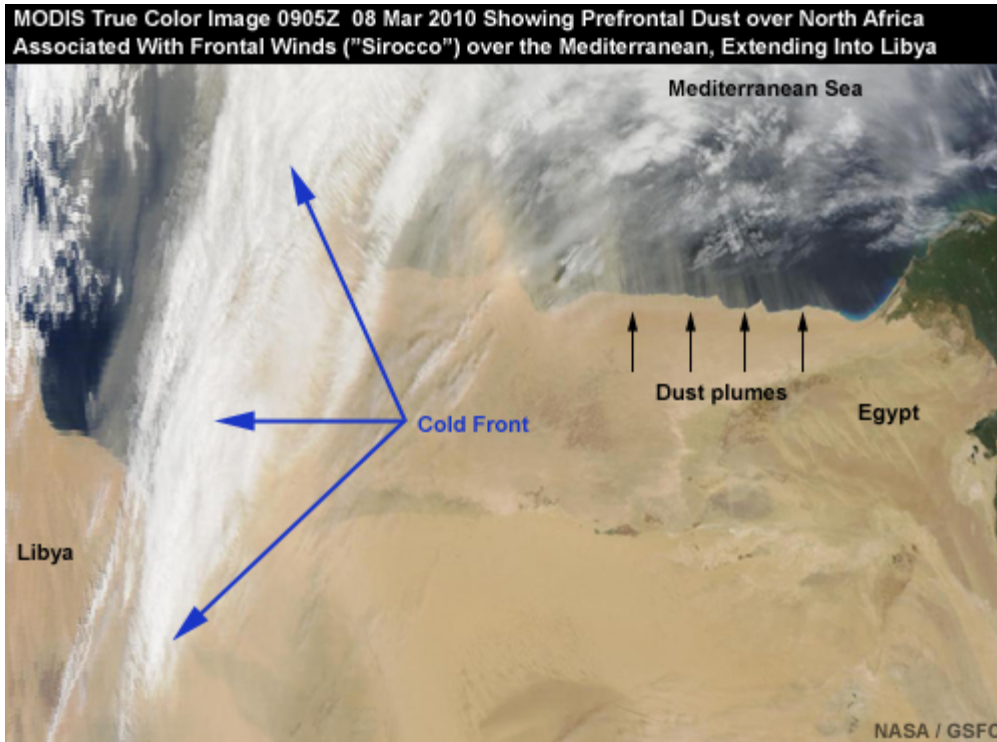 MODIS True Color Image 0905Z 08 Mar 2010 Showing Prefrontal Dust over North Africa
Associated With Frontal Winds ("Sirocco") over the Mediterranean, Extending Into Libya
Mediterranean Sea
Dust plumes
Egypt
Cold Front
Libya
NASA / GSFC